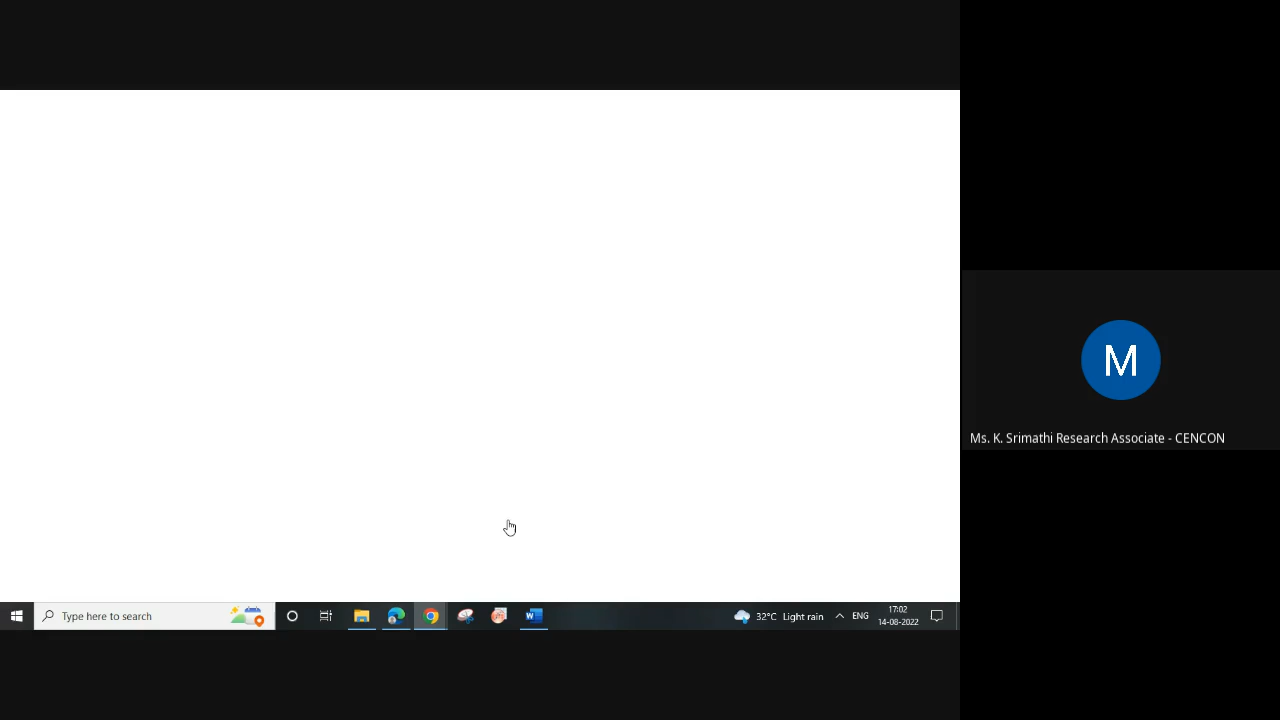 M
Ms. K. Srimathi Research Associate - CENCON
Type here to search
W
32°C Light rain
ENG
17:02
14-08-2022